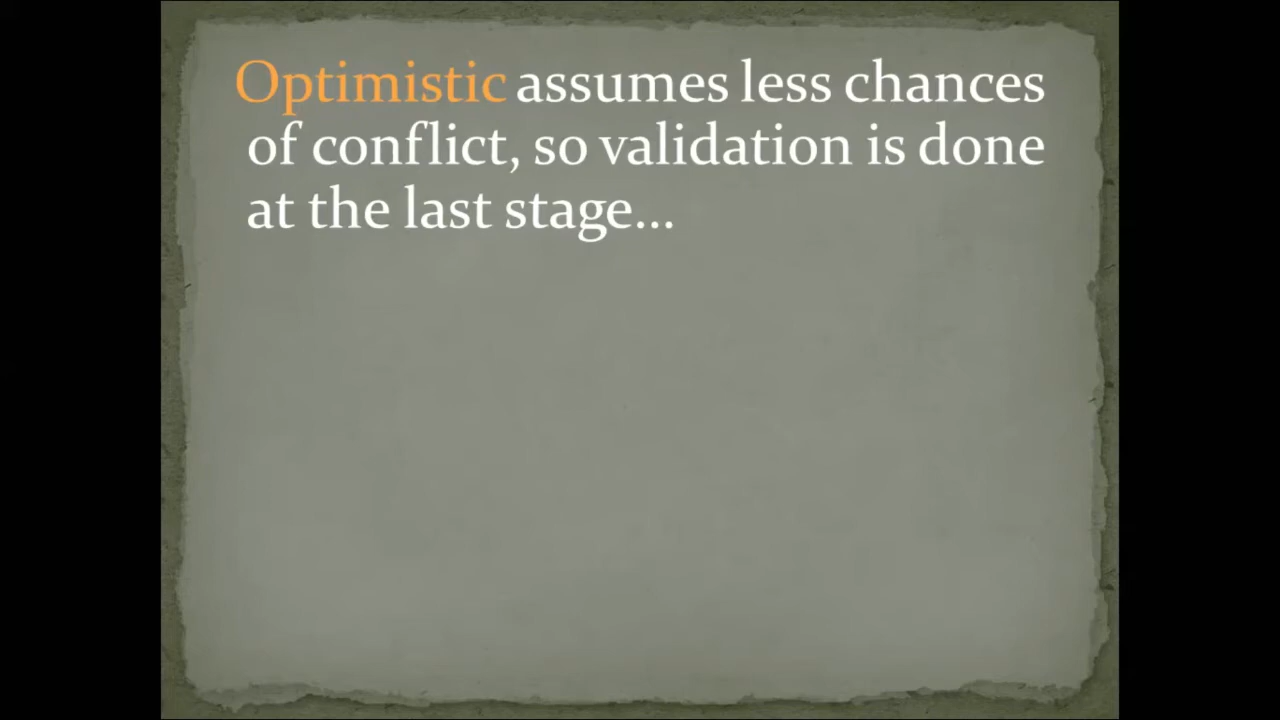 Optimistic assumes less chances
of conflict, so validation is done
at the last stage...